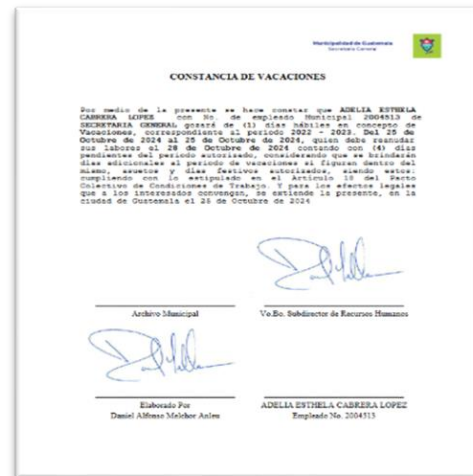 Municipalidad de Guatemala
Secretaría General
CONSTANCIA DE VACACIONES
Por medio de la presente se hace constar que ADELIA ESTHELA
CABRERA LOPEZ con No. de empleado Municipal 2004513 de
SECRETARIA GENERAL gozará de (1) días hábiles en concepto de
Vacaciones, correspondiente al periodo 2022 - 2023. Del 25 de
Octubre de 2024 al 25 de Octubre de 2024, quien debe reanudar
sus labores el 28 de Octubre de 2024 contando con (4) días
pendientes del periodo autorizado, considerando que se brindarán
días adicionales al periodo de vacaciones si figuran dentro del
mismo, asuetos y días festivos autorizados, siendo estos:
cumpliendo con lo estipulado en el Artículo 10 del Pacto
Colectivo de Condiciones de Trabajo. Y para los efectos legales
que a los interesados convengan, se extiende la presente, en la
ciudad de Guatemala el 25 de Octubre de 2024
Archivo Municipal
Vo.Bo. Subdirector de Recursos Humanos
Elaborado Por
Daniel Alfonso Melchor
ADELIA ESTHELA CABRERA LOPEZ
Empleado No. 2004513